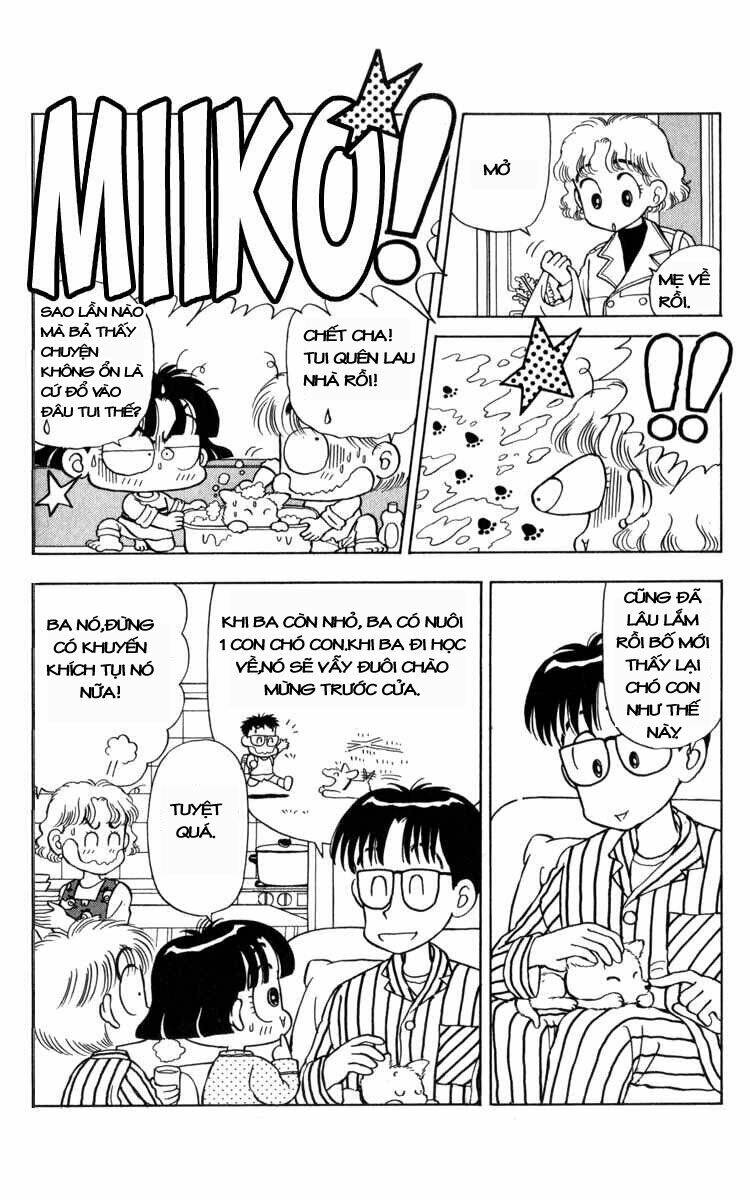 MỞ
MẸ VỀ
RỒI.
MIIKO!
SAO LẦN NÀO
MÀ BẢ THẤY
CHUYỆN
KHÔNG ỔN LÀ
CỨ ĐỔ VÀO
ĐẦU TUI THẾ?
CHẾT CHA!
TUI QUÊN LAU
NHÀ RỒI!
!!
BA NÓ,ĐỪNG
CÓ KHUYẾN
KHÍCH TỤI NÓ
NỮA!
KHI BA CÒN NHỎ, BA CÓ NUÔI
1 CON CHÓ CON.KHI BA ĐI HỌC
VỀ,NÓ SẼ VẪY ĐUÔI CHÀO
MỪNG TRƯỚC CỬA.
TUYỆT
QUÁ.
CŨNG ĐÃ
LÂU LẮM
RỒI BỐ MỚI
THẤY LẠI
CHÓ CON
NHƯ THẾ
NÀY